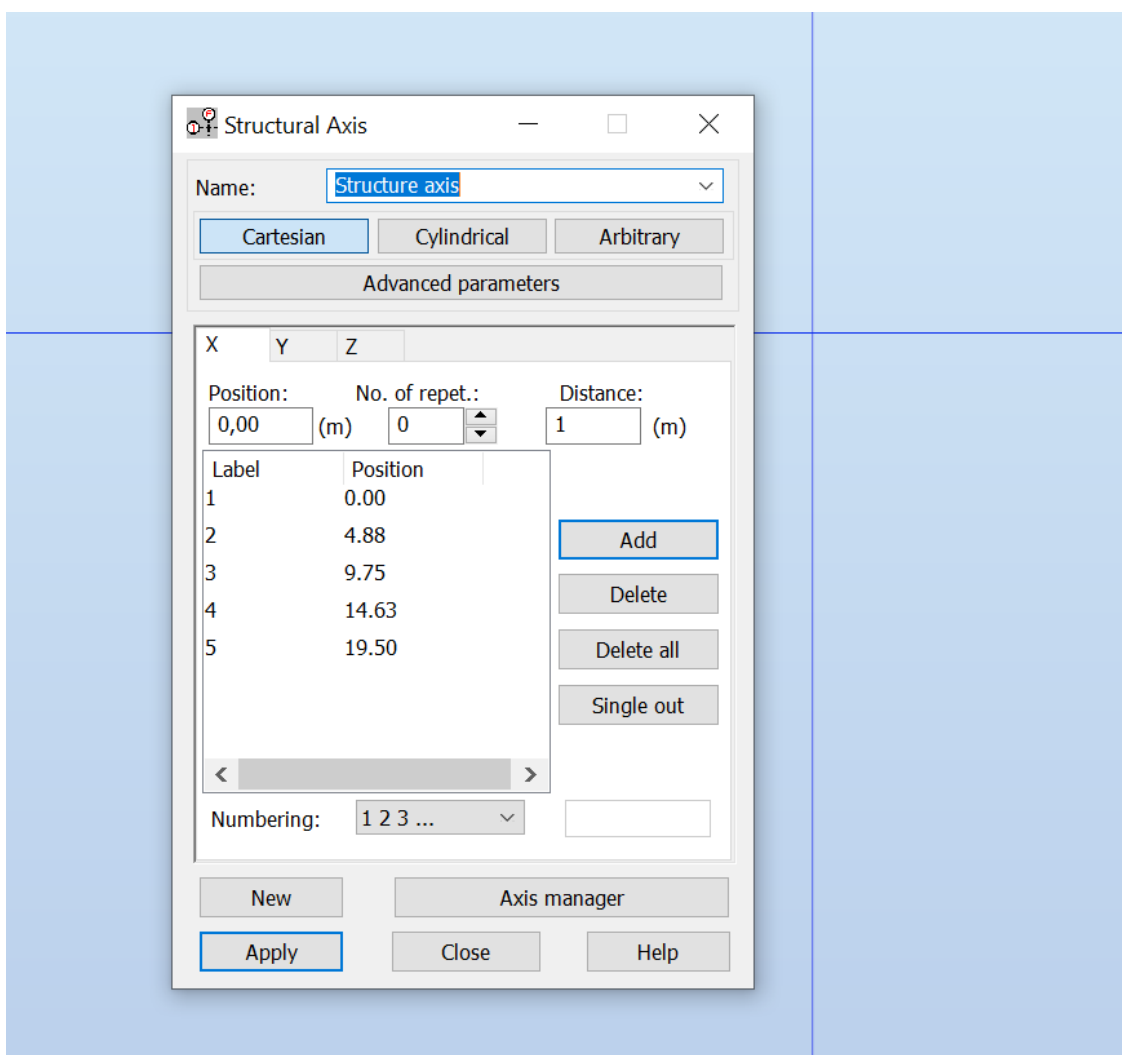 Structural Axis
Name: Structure axis
Cartesian Cylindrical Arbitrary
Advanced parameters
X Y Z
Position: No. of repet.: Distance:
0,00 (m) 0 1 (m)
Label Position
1 0.00
2 4.88
3 9.75
4 14.63
5 19.50
Add
Delete
Delete all
Single out
Numbering: 1 2 3 ...
New Axis manager
Apply Close Help